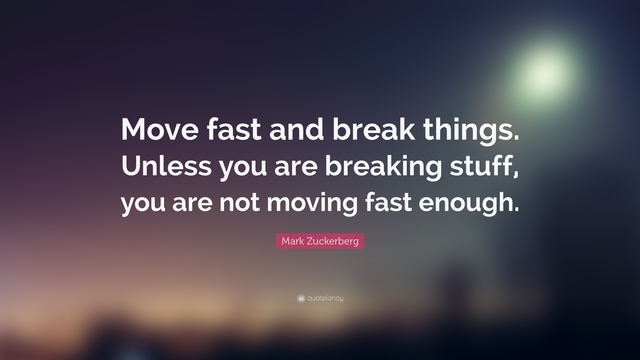 Move fast and break things.
Unless you are breaking stuff,
you are not moving fast enough.
Mark Zuckerberg
quotefancy